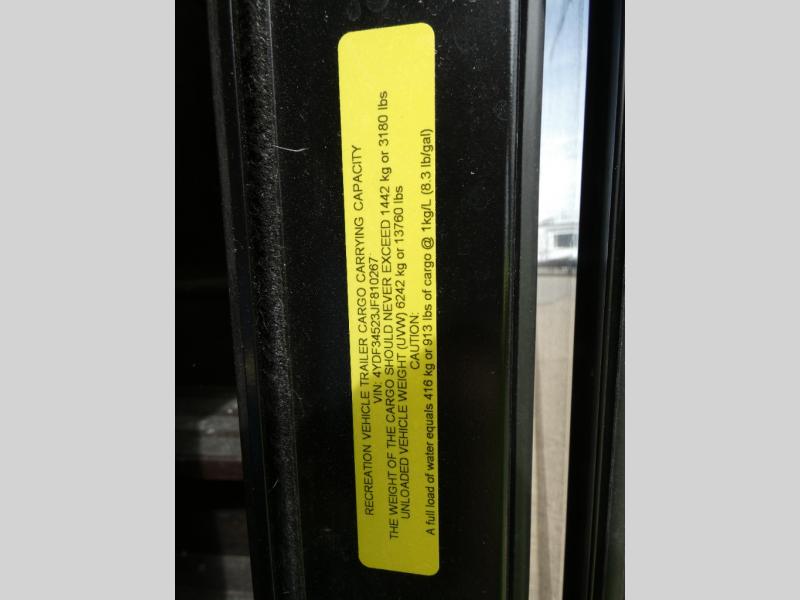 RECREATION VEHICLE TRAILER CARGO CARRYING CAPACITY
VIN: 4YDF34523JF810267
THE WEIGHT OF THE CARGO SHOULD NEVER EXCEED 1442 kg or 3180 lbs
UNLOADED VEHICLE WEIGHT (UVW) 6242 kg or 13760 lbs
CAUTION:
A full load of water equals 416 kg or 913 lbs of cargo @ 1kg/L (8.3 lb/gal)